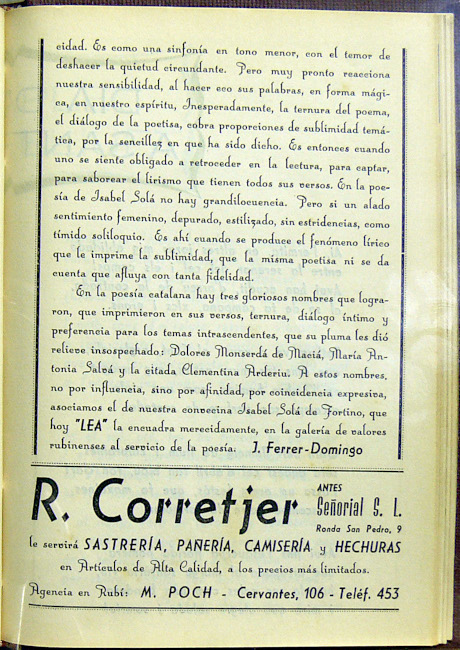 cidad. Es como una sinfonía en tono menor, con el temor de
deshacer la quietud circundante. Pero muy pronto reacciona
nuestra sensibilidad, al hacer eco sus palabras, en forma mági-
ca, en nuestro espíritu, Inesperadamente, la ternura del poema,
el diálogo de la poetisa, cobra proporciones de sublimidad temá-
tica, por la sencillez en que ha sido dicho. Es entonces cuando
uno se siente obligado a retroceder en la lectura, para captar,
para saborear el lirismo que tienen todos sus versos. En la poe-
sía de Isabel Solá no hay grandilocuencia. Pero si un alado
sentimiento femenino, depurado, estilizado, sin estridencias, como
tímido soliloquio. Es ahí cuando se produce el fenómeno lírico
que le imprime la sublimidad, que la misma poetisa ni se da
cuenta que afluya con tanta fidelidad.
En la poesía catalana hay tres gloriosos nombres que logra-
ron, que imprimieron en sus versos, ternura, diálogo íntimo y
preferencia para los temas intrascendentes, que su pluma les dió
relieve insospechado: Dolores Monserdá de Maciá, María An-
tonia Salvá y la citada Clementina Arderiu. A estos nombres,
no por influencia, sino por afinidad, por coincidencia expresiva,
asociamos el de nuestra convecina Isabel Solá de Fortino, que
hoy "LEA" la encuadra merecidamente, en la galería de valores
rubinenses al servicio de la poesía. J. Ferrer-Domingo
R. Corretjer
ANTES
Señorial S. L.
Ronda San Pedro, 9
le servirá SASTRERÍA, PAÑERÍA, CAMISERÍA y HECHURAS
en Artículos de Alta Calidad, a los precios más limitados.
Agencia en Rubí: M. POCH - Cervantes, 106 - Teléf. 453